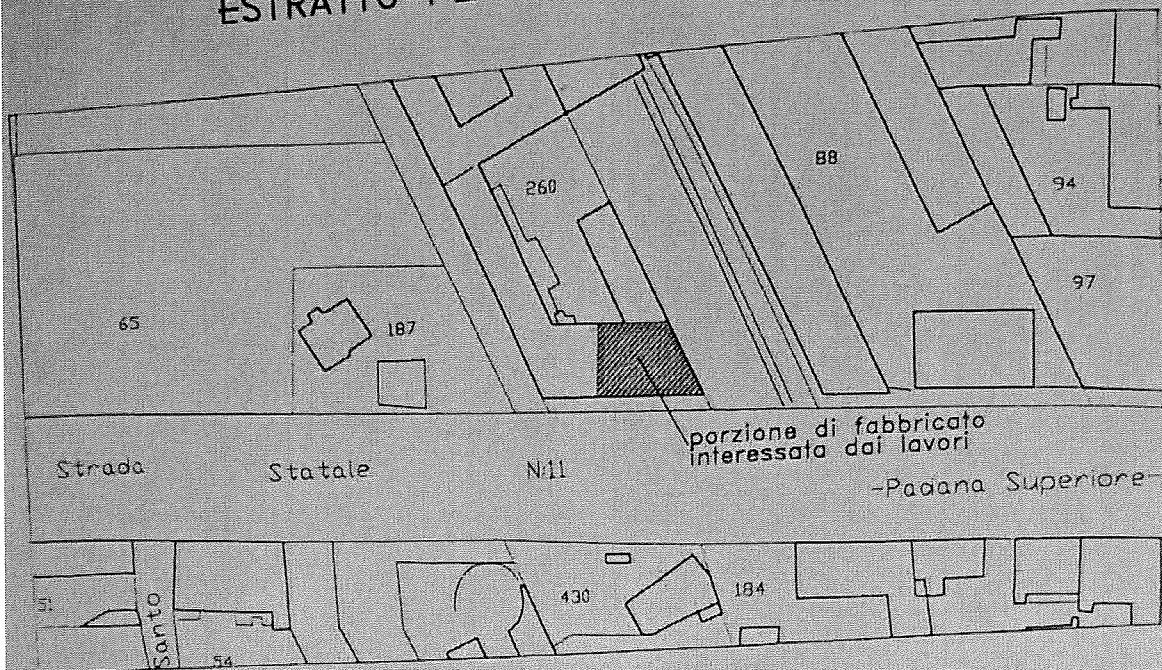 ESTRATTO
88
260
94
97
65
187
porzione di fabbricato
interessata dai lavori
Strada Statale N.11 -Padana Superiore-
51
430
184
Santo
54